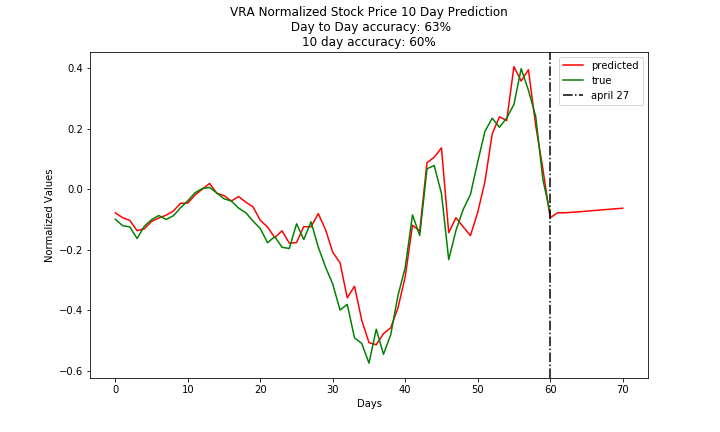 VRA Normalized Stock Price 10 Day Prediction
Day to Day accuracy: 63%
10 day accuracy: 60%
predicted
true
april 27
0.4
0.2
0.0
−0.2
−0.4
−0.6
Normalized Values
0 10 20 30 40 50 60 70
Days